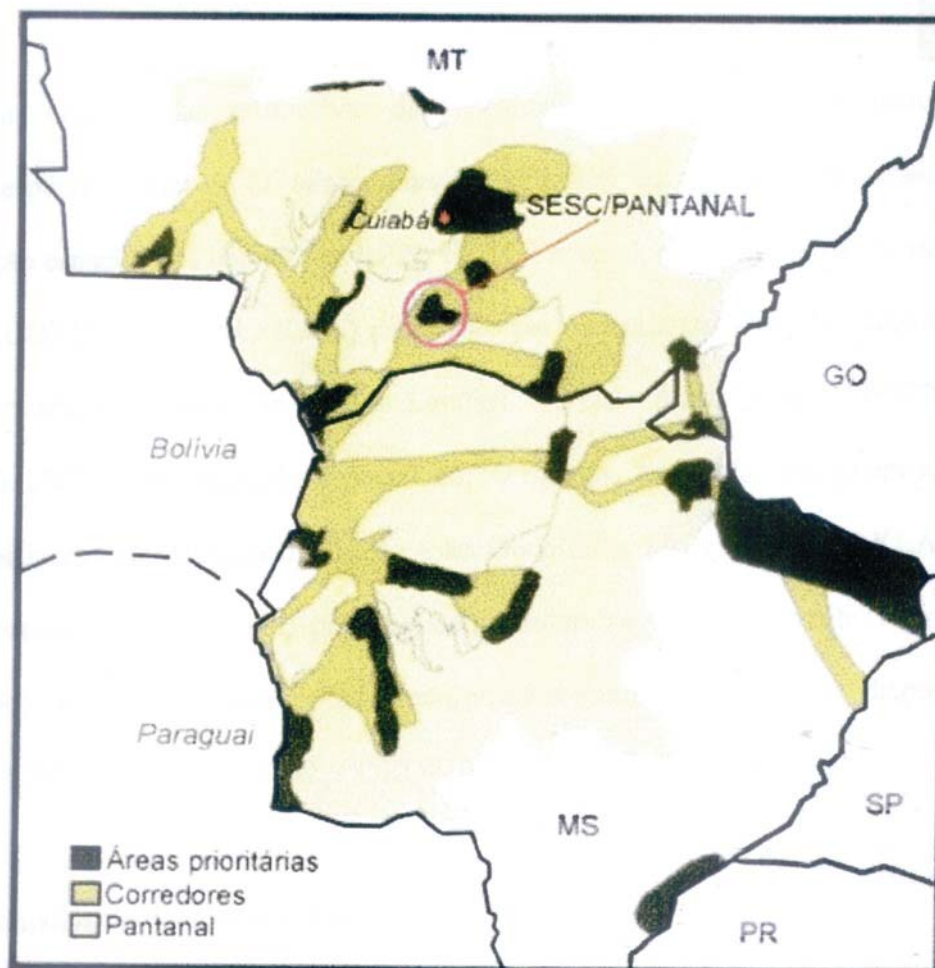 MT
SESC/PANTANAL
Cuiabá
GO
Bolívia
Paraguai
MS
SP
PR
Áreas prioritárias
Corredores
Pantanal